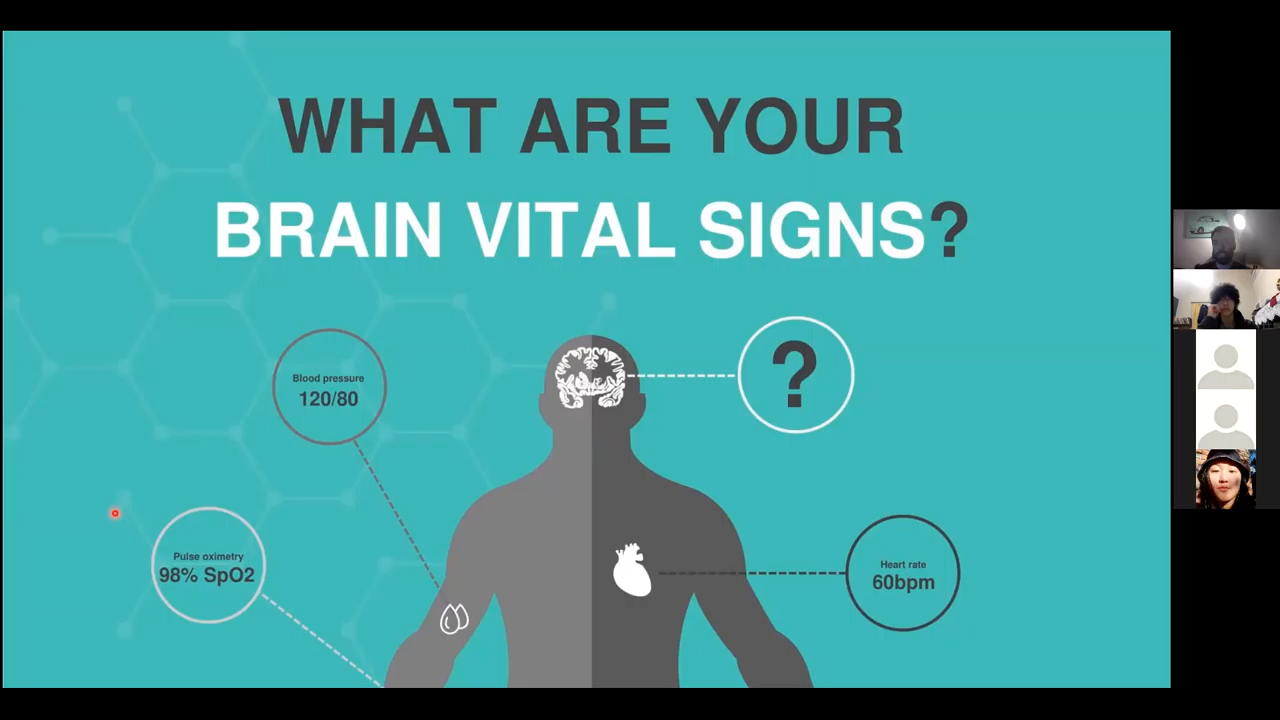 WHAT ARE YOUR
BRAIN VITAL SIGNS?
Blood pressure
120/80
?
Pulse oximetry
98% SpO2
Heart rate
60bpm